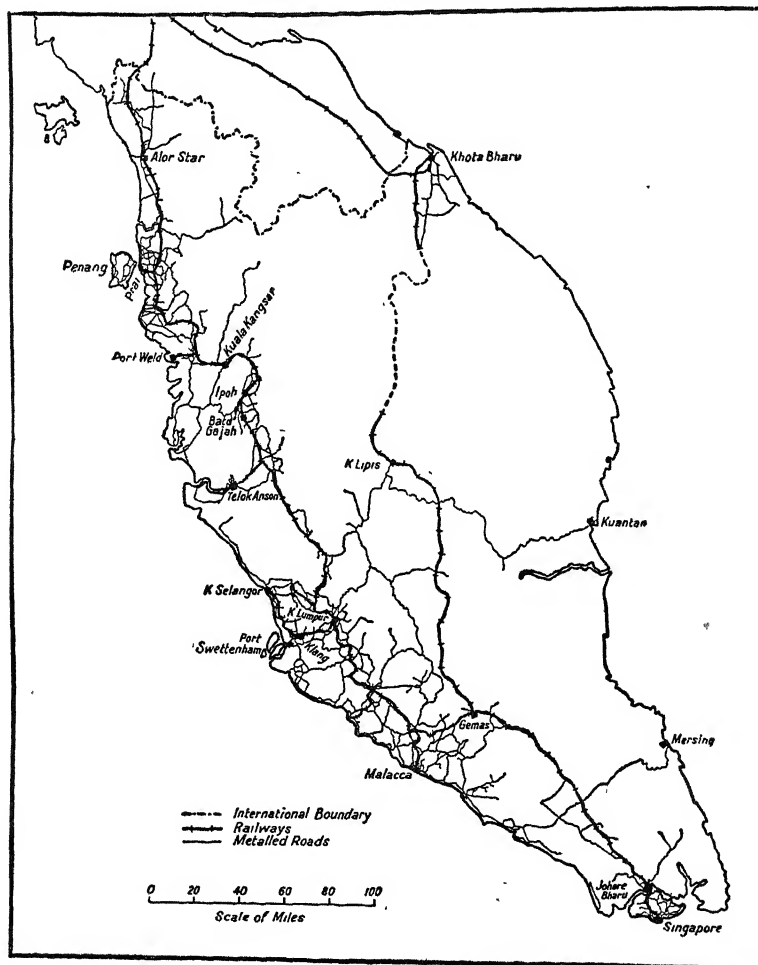 Alor Star
Khota Bharu
Penang
Prai
Port Weld
Kuala Kangsar
Ipoh
Batu
Gajah
K Lipis
Telok Anson
Kuantan
K Selangor
K Lumpur
Port
Swettenham
Klang
Gemas
Mersing
Malacca
International Boundary
Railways
Metalled Roads
0 20 40 60 80 100
Scale of Miles
Johore
Bharu
Singapore